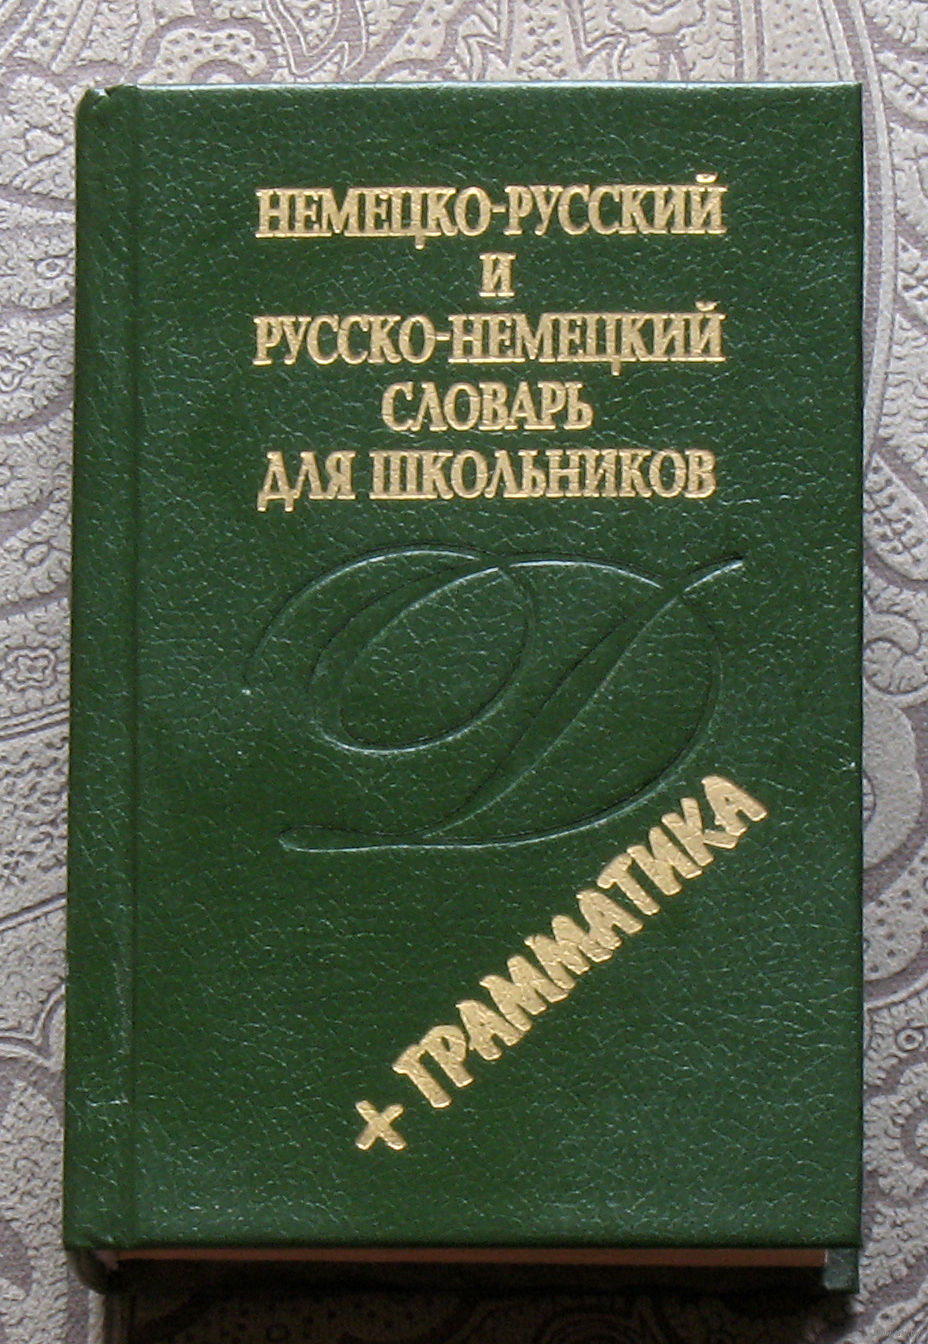 НЕМЕЦКО-РУССКИЙ
И
РУССКО-НЕМЕЦКИЙ
СЛОВАРЬ
ДЛЯ ШКОЛЬНИКОВ
D
+ ГРАММАТИКА